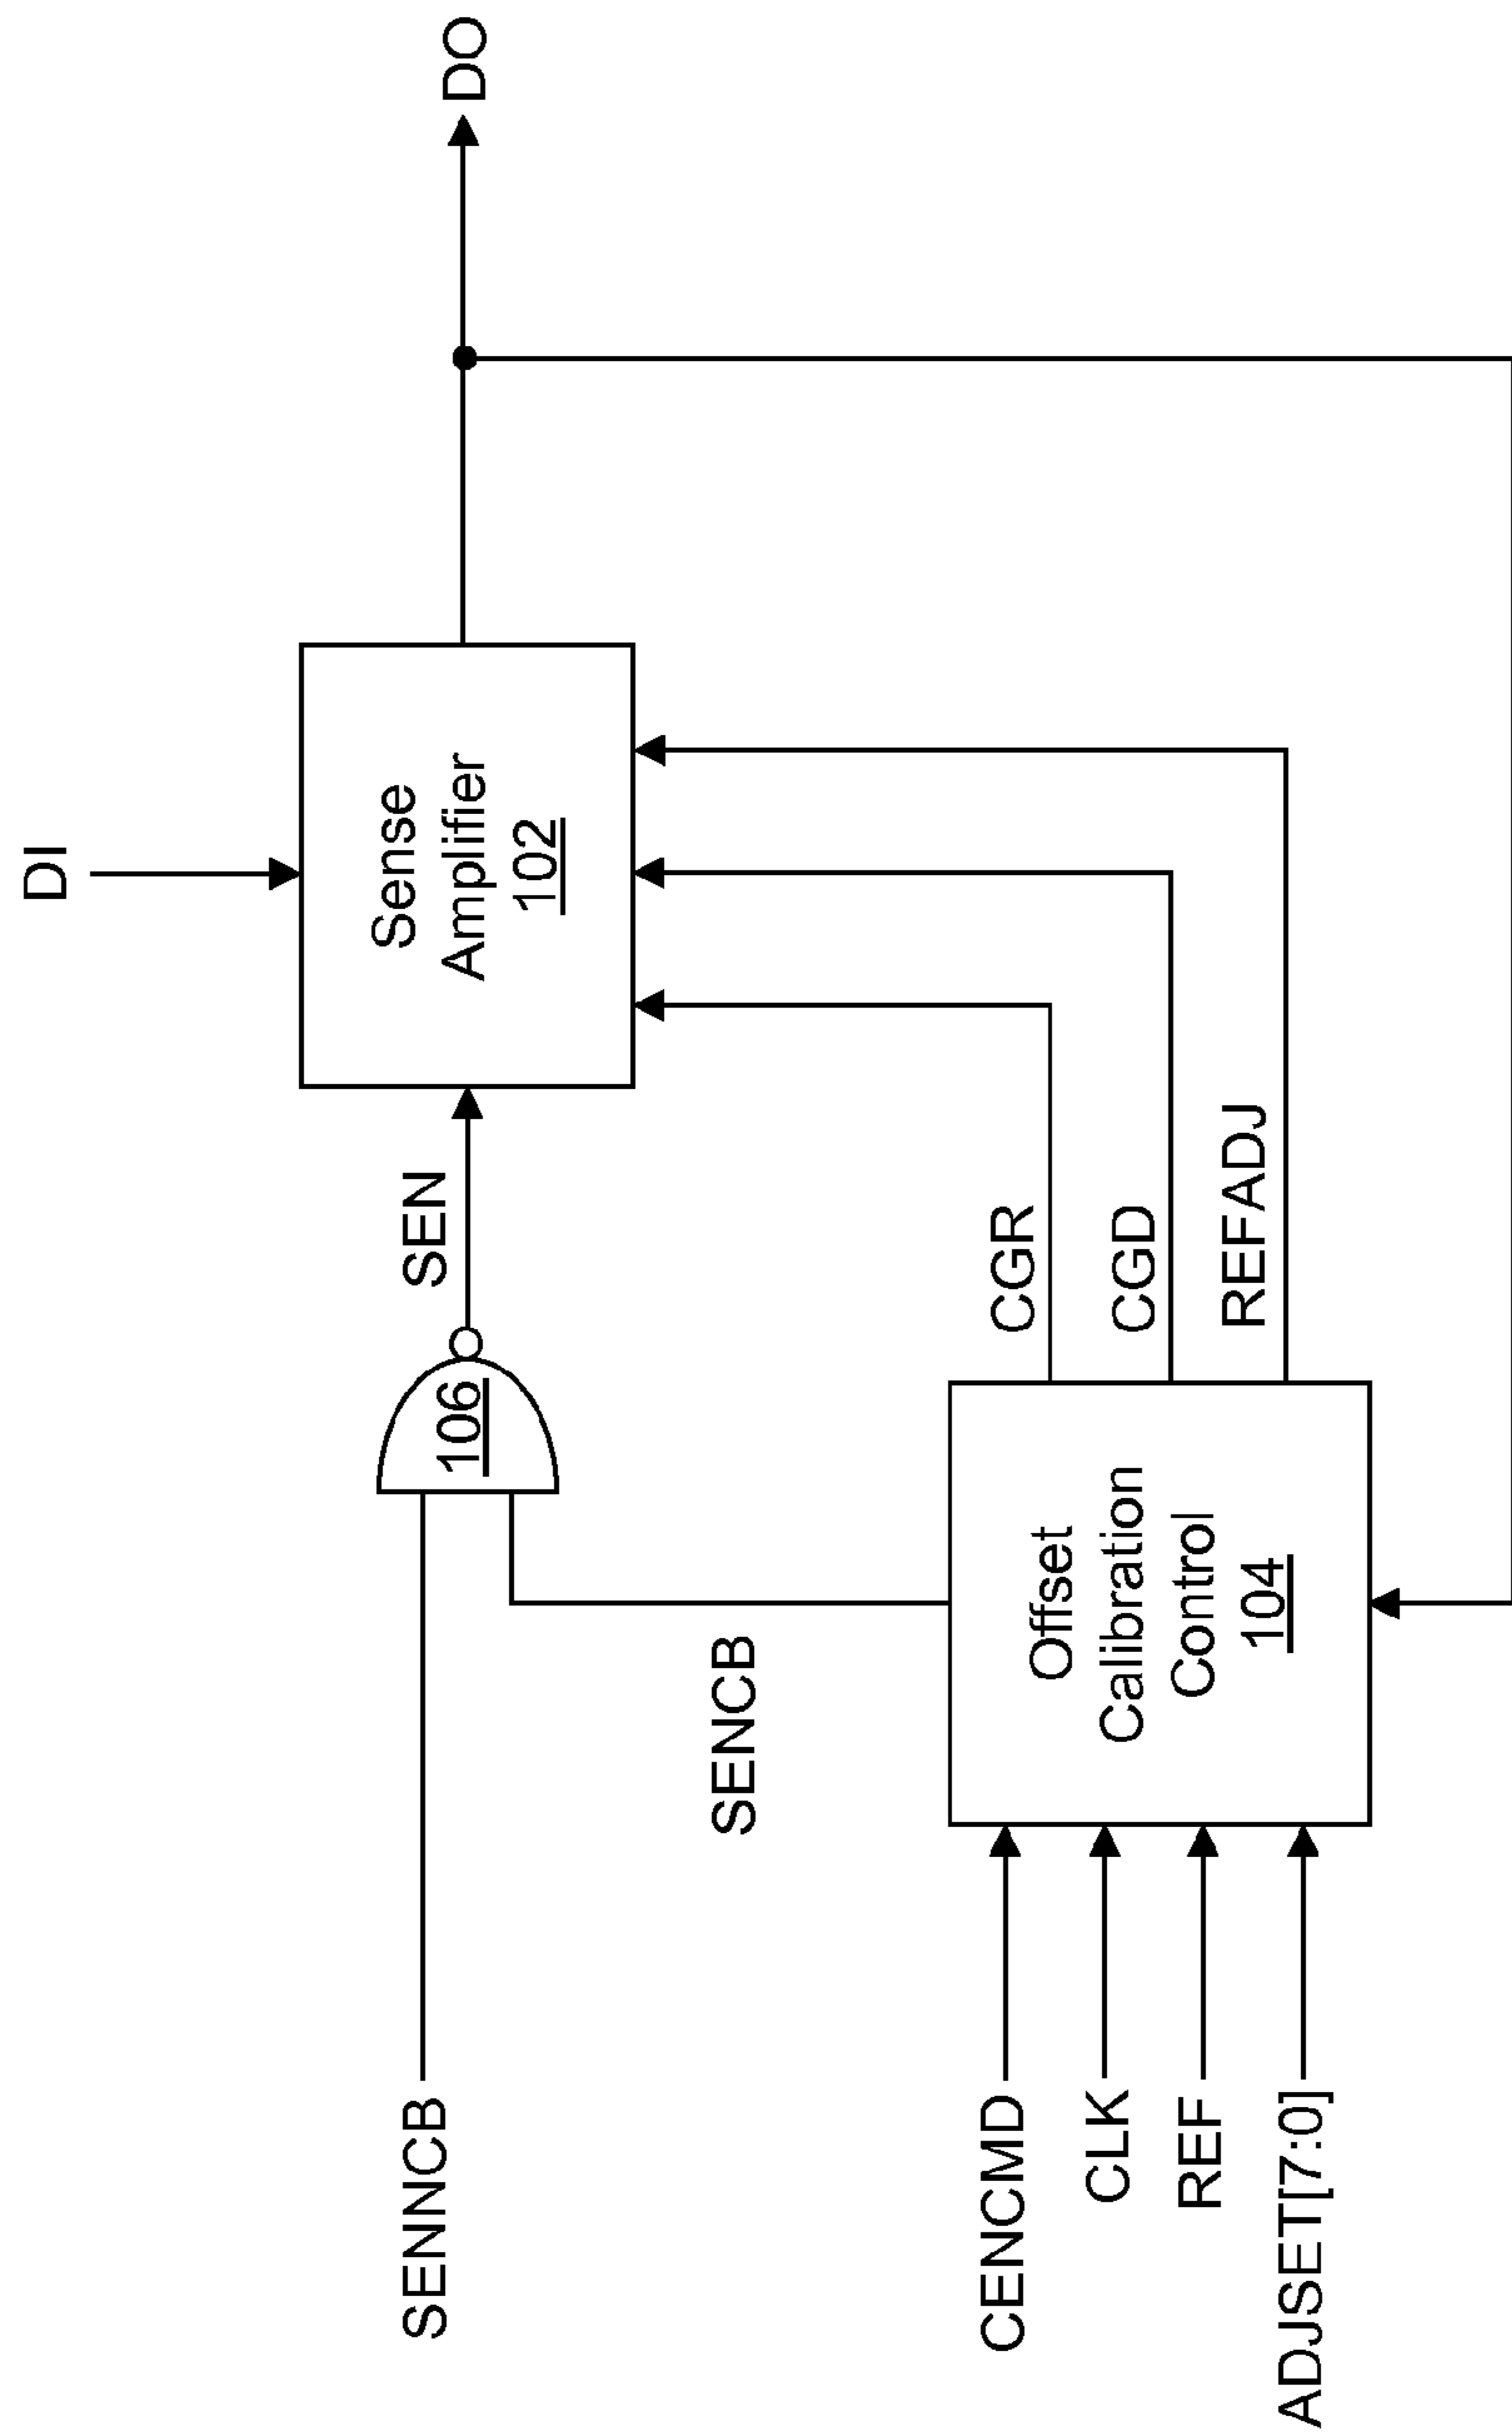 DI
DO
Sense
Amplifier
102
SEN
106
SENNCB
SENCB
CGR
CGD
REFADJ
Offset
Calibration
Control
104
CENCMD
CLK
REF
ADJSET[7:0]